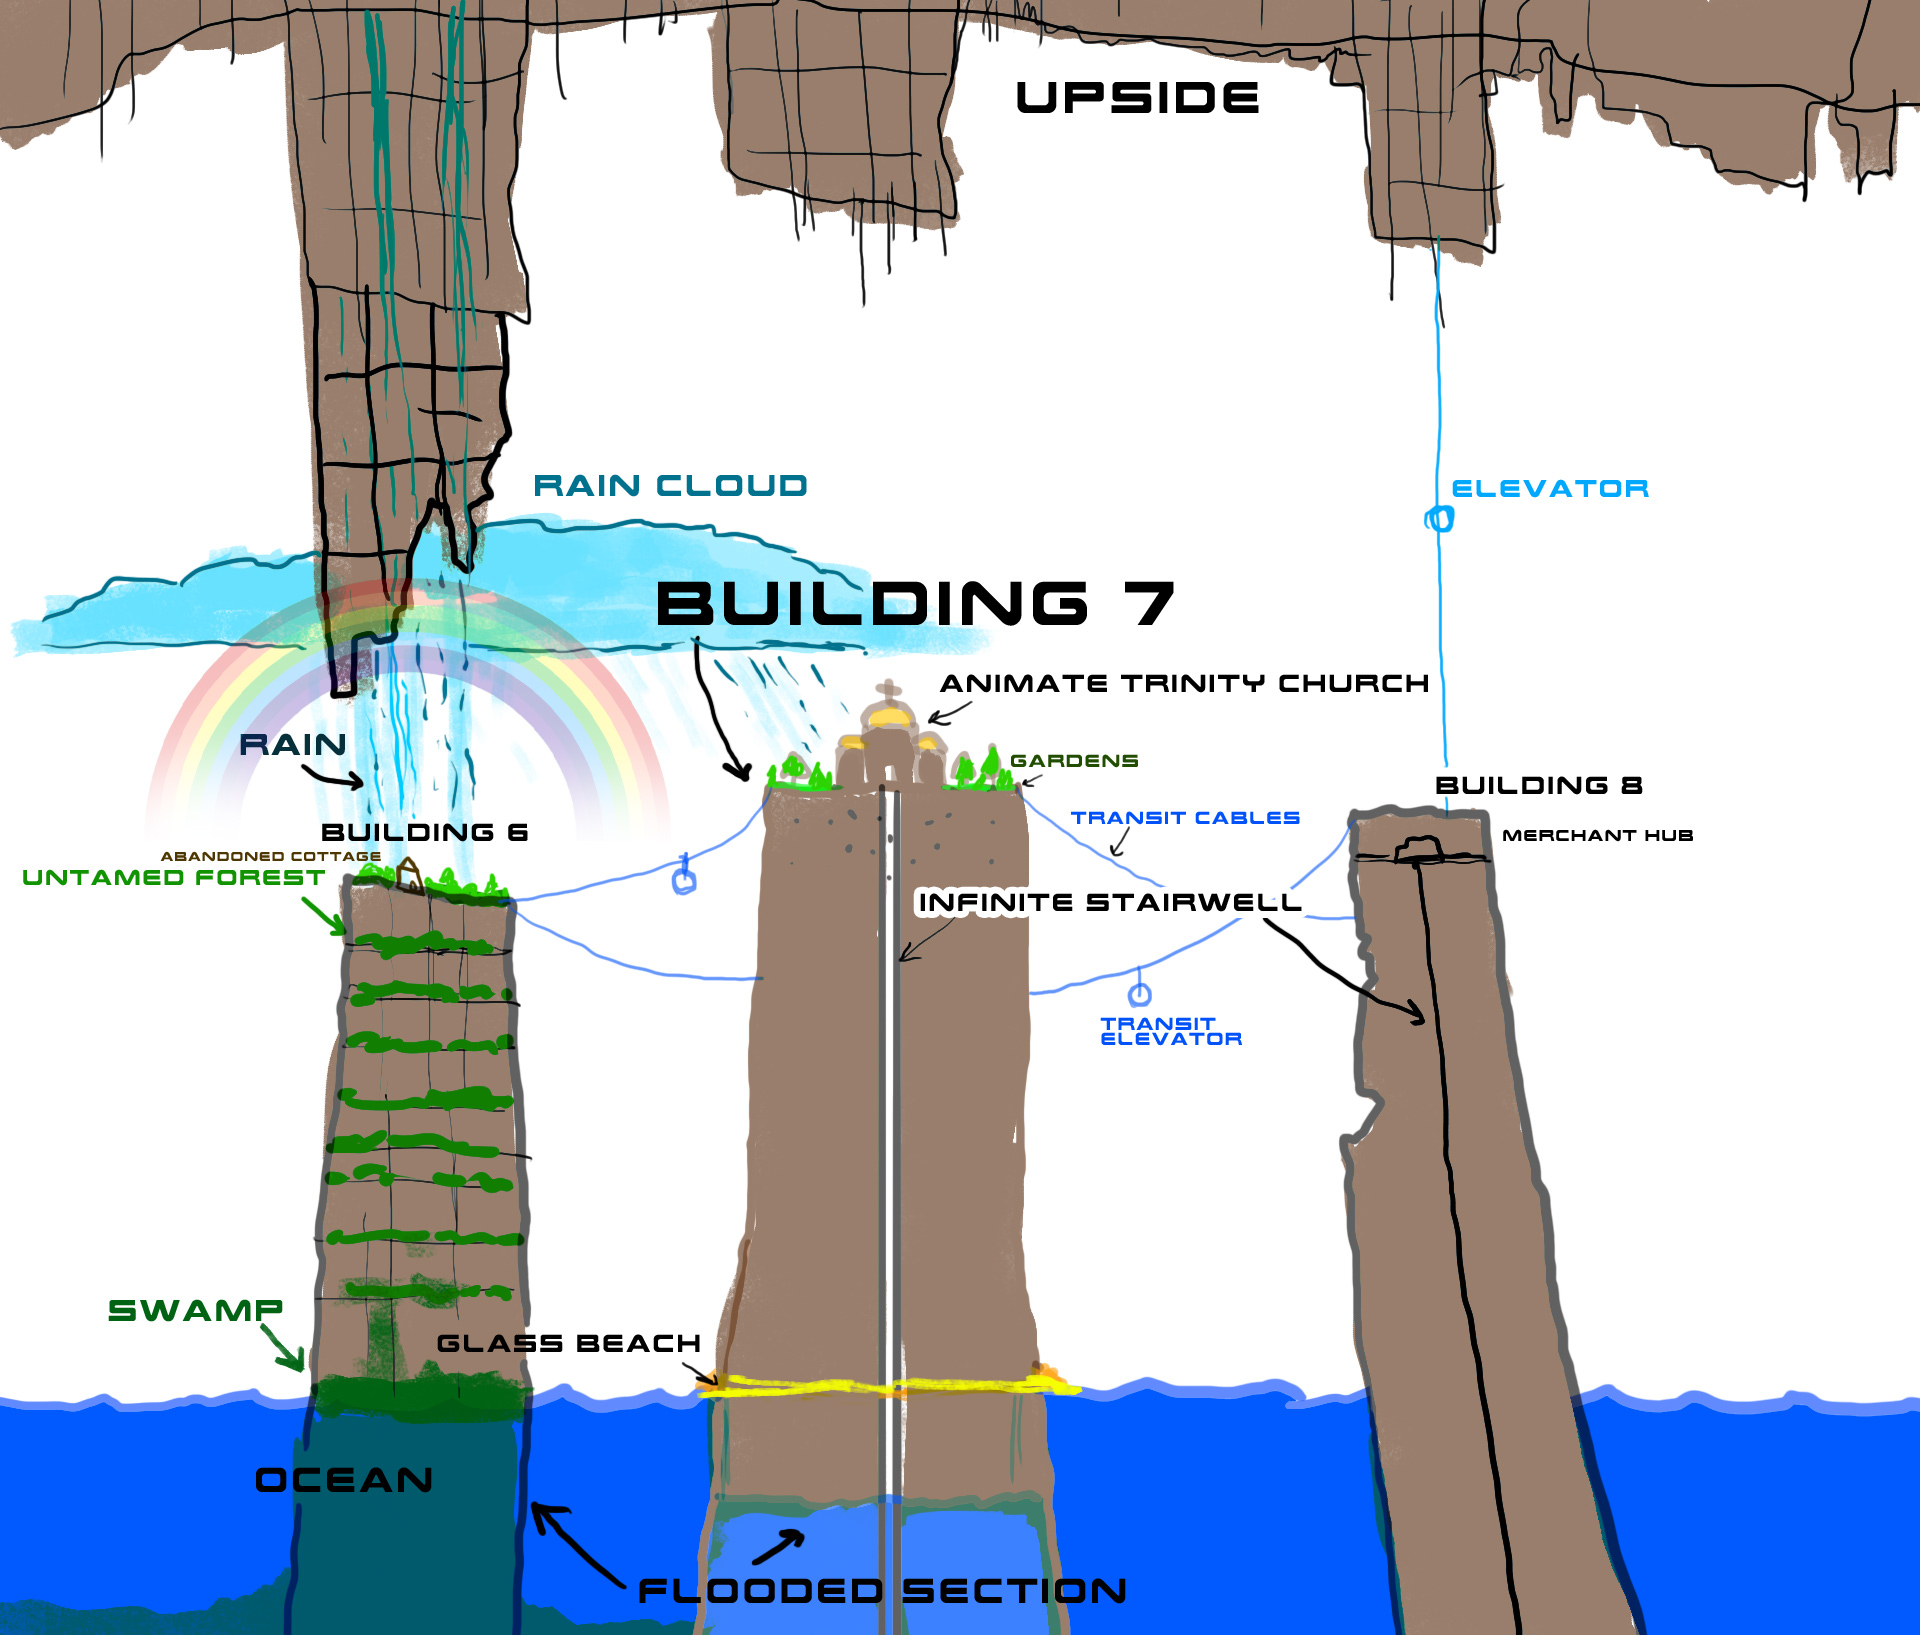 UPSIDE
RAIN CLOUD
ELEVATOR
BUILDING 7
ANIMATE TRINITY CHURCH
RAIN
GARDENS
BUILDING 8
TRANSIT CABLES
BUILDING 6
MERCHANT HUB
ABANDONED COTTAGE
UNTAMED FOREST
INFINITE STAIRWELL
TRANSIT
ELEVATOR
SWAMP
GLASS BEACH
OCEAN
FLOODED SECTION